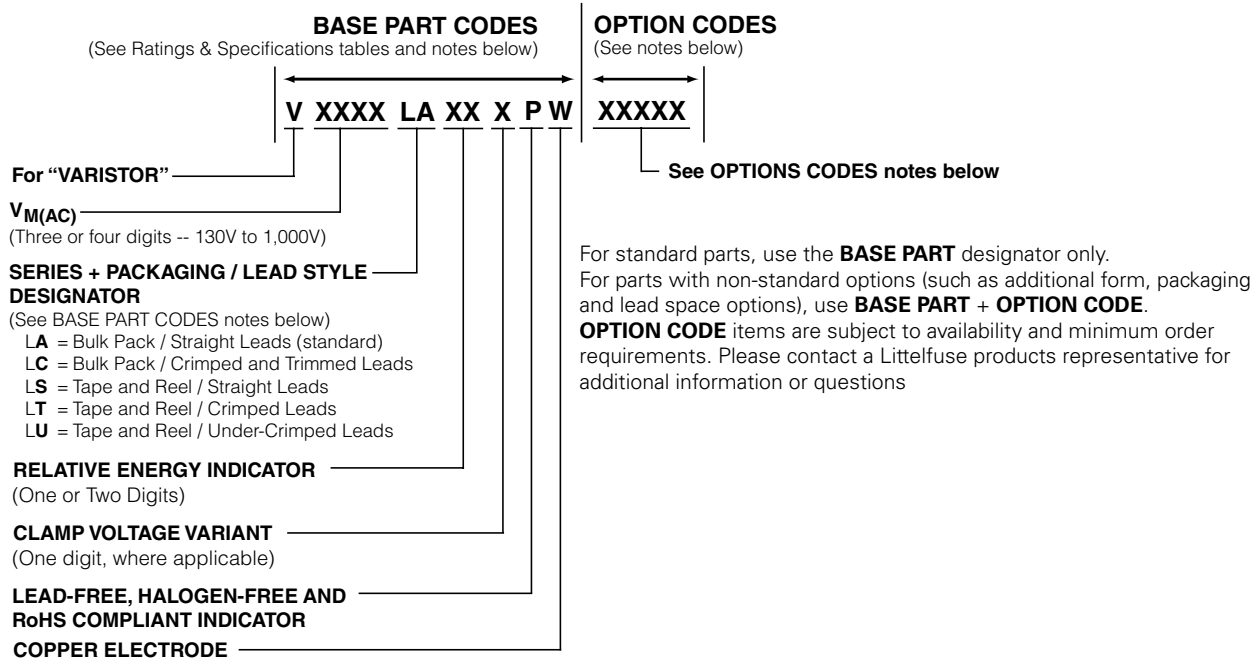 BASE PART CODES
(See Ratings & Specifications tables and notes below)
OPTION CODES
(See notes below)
V XXXX LA XX X P W XXXXX
For “VARISTOR”
See OPTIONS CODES notes below
VM(AC)
(Three or four digits -- 130V to 1,000V)
SERIES + PACKAGING / LEAD STYLE
DESIGNATOR
(See BASE PART CODES notes below)
LA = Bulk Pack / Straight Leads (standard)
LC = Bulk Pack / Crimped and Trimmed Leads
LS = Tape and Reel / Straight Leads
LT = Tape and Reel / Crimped Leads
LU = Tape and Reel / Under-Crimped Leads
For standard parts, use the BASE PART designator only.
For parts with non-standard options (such as additional form, packaging
and lead space options), use BASE PART + OPTION CODE.
OPTION CODE items are subject to availability and minimum order
requirements. Please contact a Littelfuse products representative for
additional information or questions
RELATIVE ENERGY INDICATOR
(One or Two Digits)
CLAMP VOLTAGE VARIANT
(One digit, where applicable)
LEAD-FREE, HALOGEN-FREE AND
RoHS COMPLIANT INDICATOR
COPPER ELECTRODE